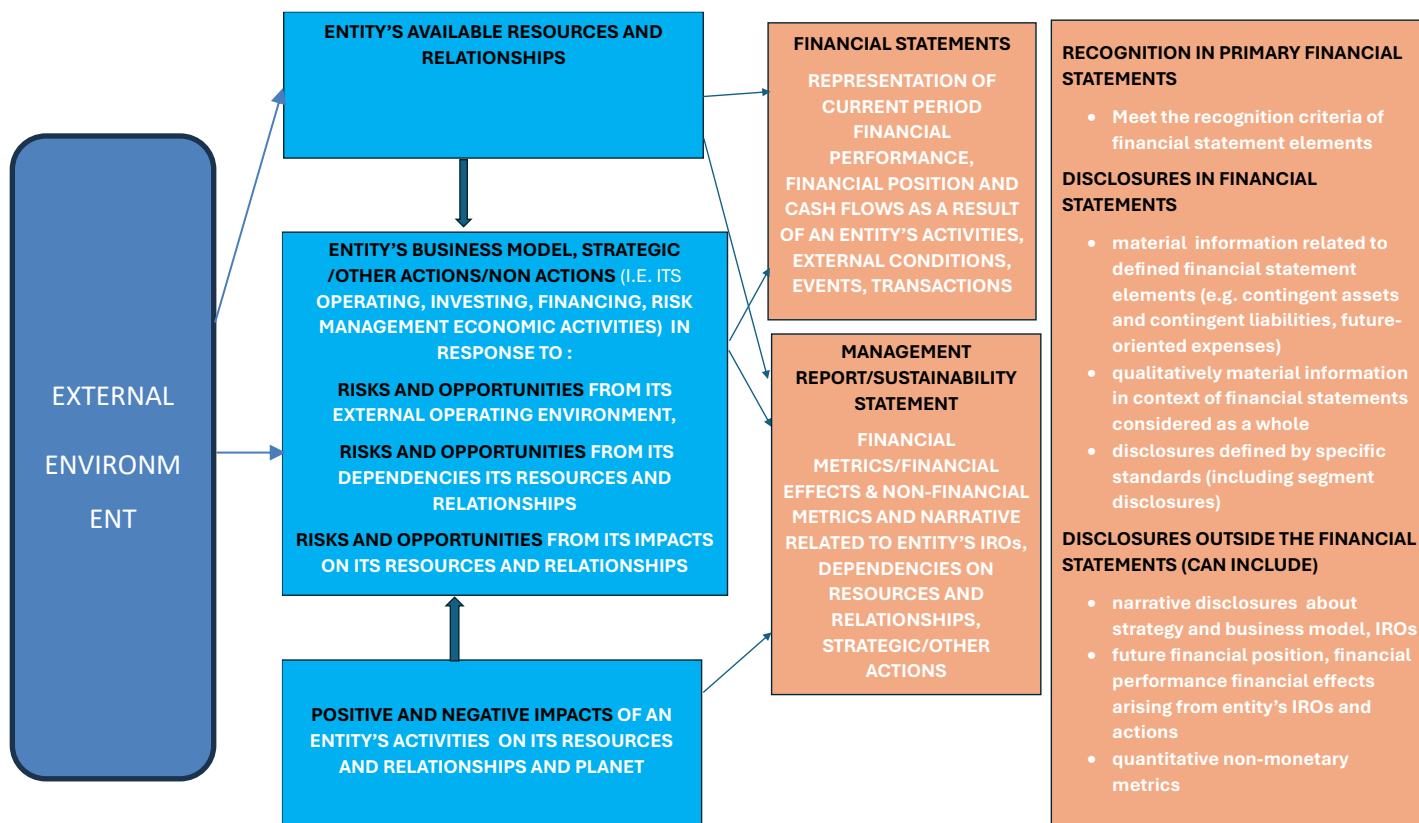 EXTERNAL
ENVIRONM
ENT
ENTITY'S AVAILABLE RESOURCES AND
RELATIONSHIPS
ENTITY'S BUSINESS MODEL, STRATEGIC
/OTHER ACTIONS/NON ACTIONS (I.E. ITS
OPERATING, INVESTING, FINANCING, RISK
MANAGEMENT ECONOMIC ACTIVITIES) IN
RESPONSE TO :
RISKS AND OPPORTUNITIES FROM ITS
EXTERNAL OPERATING ENVIRONMENT,
RISKS AND OPPORTUNITIES FROM ITS
DEPENDENCIES ITS RESOURCES AND
RELATIONSHIPS
RISKS AND OPPORTUNITIES FROM ITS IMPACTS
ON ITS RESOURCES AND RELATIONSHIPS
POSITIVE AND NEGATIVE IMPACTS OF AN
ENTITY'S ACTIVITIES ON ITS RESOURCES
AND RELATIONSHIPS AND PLANET
FINANCIAL STATEMENTS
REPRESENTATION OF
CURRENT PERIOD
FINANCIAL
PERFORMANCE,
FINANCIAL POSITION AND
CASH FLOWS AS A RESULT
OF AN ENTITY'S ACTIVITIES,
EXTERNAL CONDITIONS,
EVENTS, TRANSACTIONS
MANAGEMENT
REPORT/SUSTAINABILITY
STATEMENT
FINANCIAL
METRICS/FINANCIAL
EFFECTS & NON-FINANCIAL
METRICS AND NARRATIVE
RELATED TO ENTITY'S IROs,
DEPENDENCIES ON
RESOURCES AND
RELATIONSHIPS,
STRATEGIC/OTHER
ACTIONS
RECOGNITION IN PRIMARY FINANCIAL
STATEMENTS
• Meet the recognition criteria of
financial statement elements
DISCLOSURES IN FINANCIAL
STATEMENTS
• material information related to
defined financial statement
elements (e.g. contingent assets
and contingent liabilities, future-
oriented expenses)
• qualitatively material information
in context of financial statements
considered as a whole
• disclosures defined by specific
standards (including segment
disclosures)
DISCLOSURES OUTSIDE THE FINANCIAL
STATEMENTS (CAN INCLUDE)
• narrative disclosures about
strategy and business model, IROs
• future financial position, financial
performance financial effects
arising from entity's IROs and
actions
• quantitative non-monetary
metrics